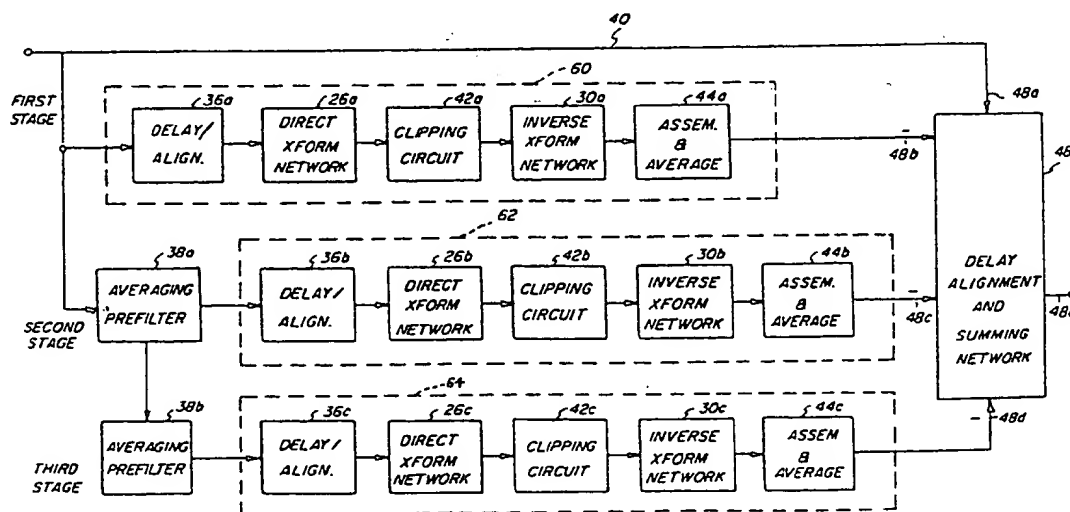 40
60
48a
FIRST
STAGE
36a
26a
42a
30a
44a
DELAY/
ALIGN.
DIRECT
XFORM
NETWORK
CLIPPING
CIRCUIT
INVERSE
XFORM
NETWORK
ASSEM.
&
AVERAGE
-
48b
62
38a
36b
26b
42b
30b
44b
AVERAGING
PREFILTER
SECOND
STAGE
DELAY/
ALIGN.
DIRECT
XFORM
NETWORK
CLIPPING
CIRCUIT
INVERSE
XFORM
NETWORK
ASSEM.
&
AVERAGE
-
48c
DELAY
ALIGNMENT
AND
SUMMING
NETWORK
64
38b
36c
26c
42c
30c
44c
AVERAGING
PREFILTER
THIRD
STAGE
DELAY/
ALIGN.
DIRECT
XFORM
NETWORK
CLIPPING
CIRCUIT
INVERSE
XFORM
NETWORK
ASSEM
&
AVERAGE
-
48d